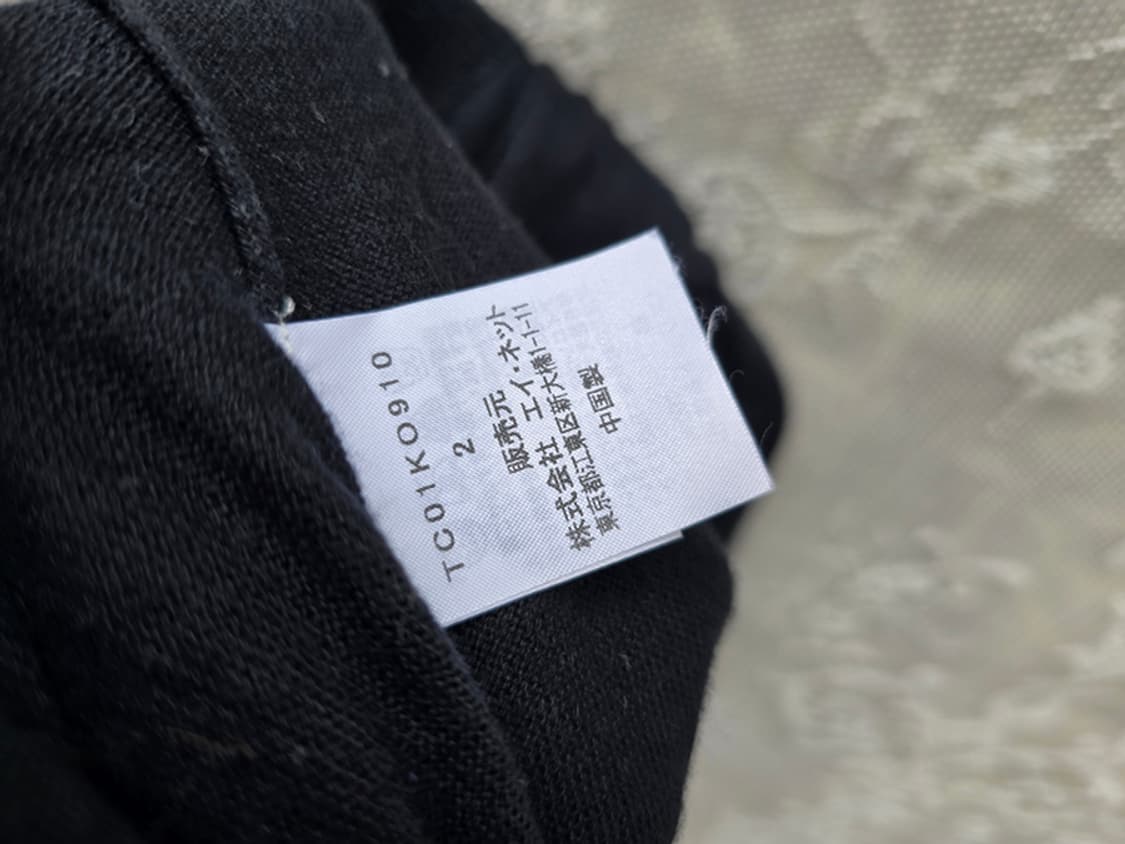 TC01KO910
2
販売元
株式会社 エイ・ネット
東京都江東区新大橋1-1-11
中国製